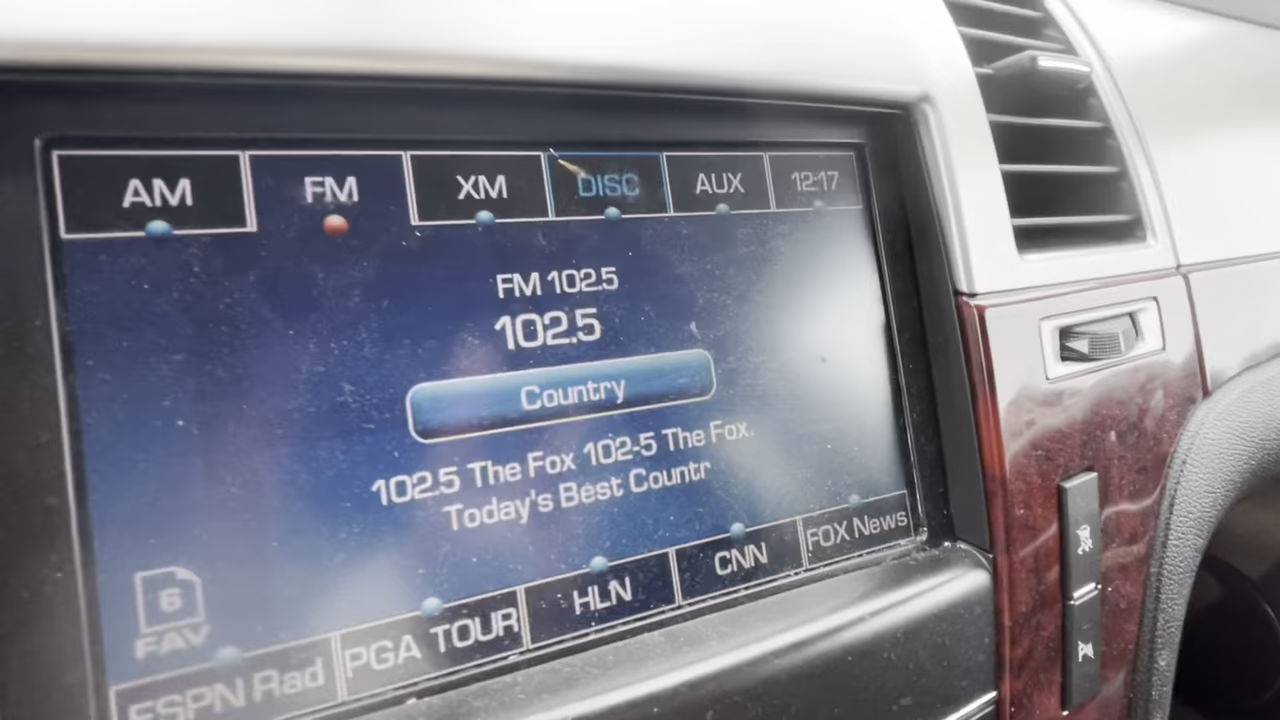 AM FM XM DISC AUX 12:17
FM 102.5
102.5
Country
102.5 The Fox 102-5 The Fox.
Today's Best Countr
6
FAV
ESPN Rad PGA TOUR HLN CNN FOX News